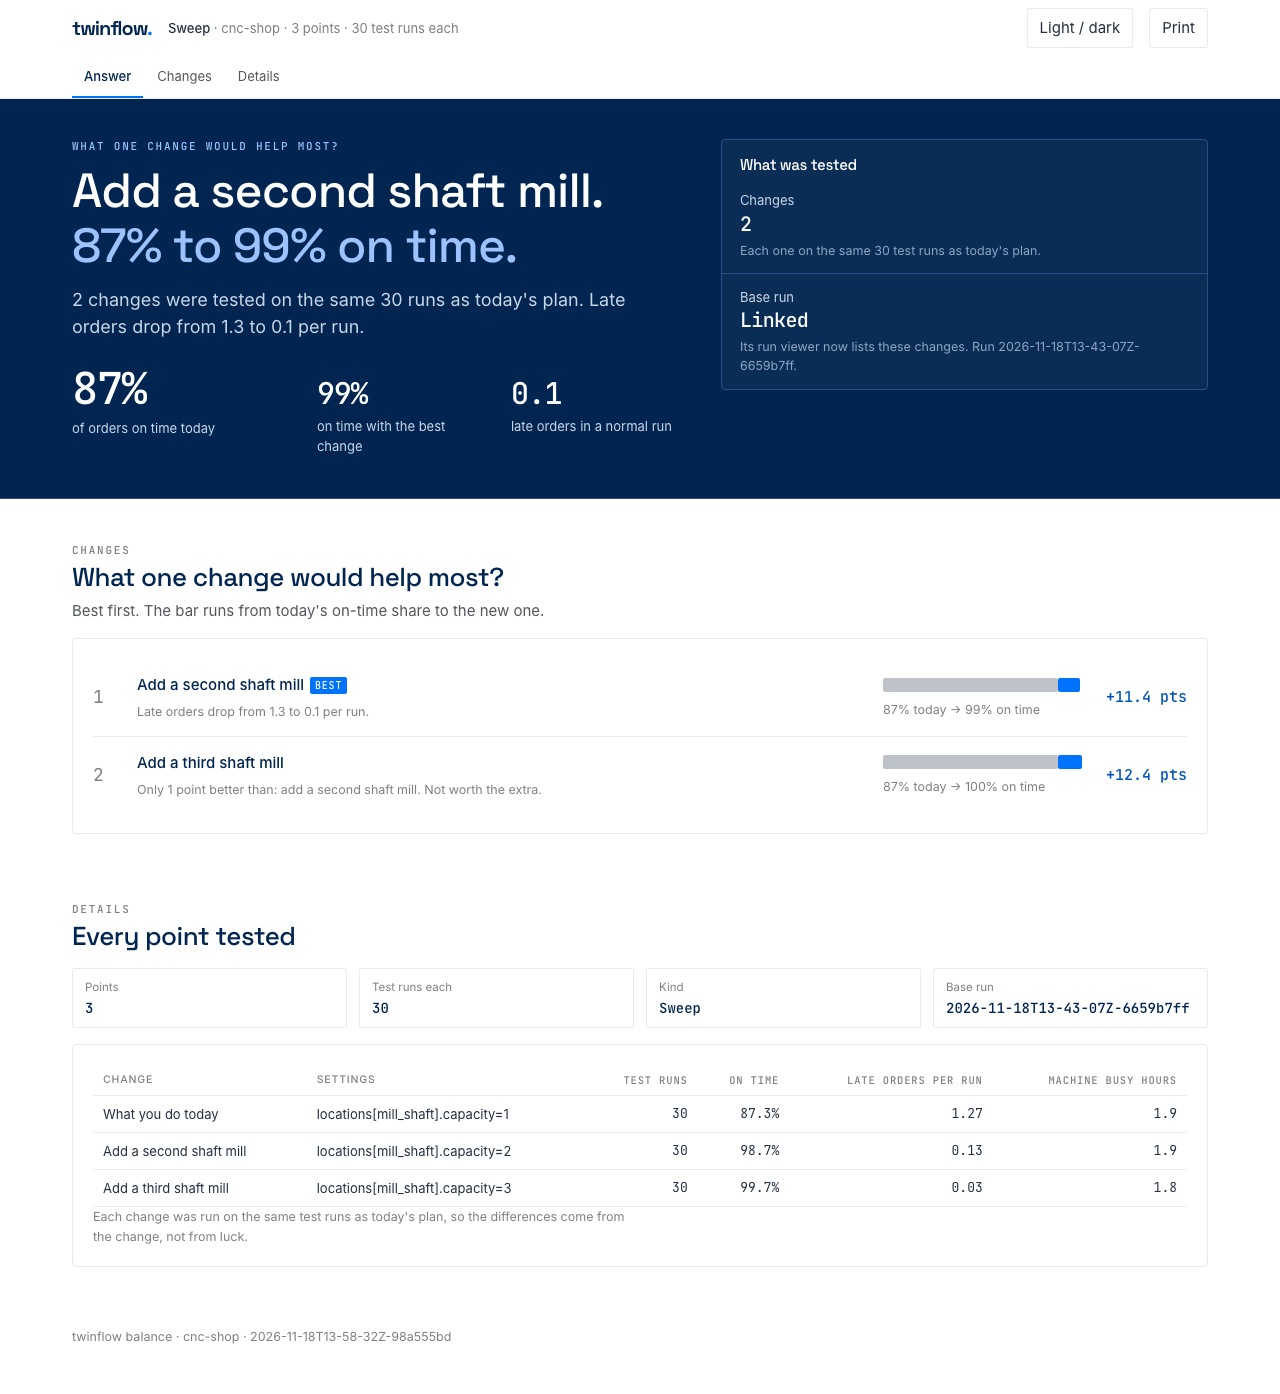 twinflow.
Sweep · cnc-shop · 3 points · 30 test runs each
Light / dark
Print
Answer
Changes
Details
WHAT ONE CHANGE WOULD HELP MOST?
Add a second shaft mill.
87% to 99% on time.
2 changes were tested on the same 30 runs as today's plan. Late
orders drop from 1.3 to 0.1 per run.
87%
of orders on time today
99%
on time with the best
change
0.1
late orders in a normal run
What was tested
Changes
2
Each one on the same 30 test runs as today's plan.
Base run
Linked
Its run viewer now lists these changes. Run 2026-11-18T13-43-07Z-
6659b7ff.
CHANGES
What one change would help most?
Best first. The bar runs from today's on-time share to the new one.
1
Add a second shaft mill BEST
Late orders drop from 1.3 to 0.1 per run.
87% today → 99% on time
+11.4 pts
2
Add a third shaft mill
Only 1 point better than: add a second shaft mill. Not worth the extra.
87% today → 100% on time
+12.4 pts
DETAILS
Every point tested
Points
3
Test runs each
30
Kind
Sweep
Base run
2026-11-18T13-43-07Z-6659b7ff
CHANGE SETTINGS TEST RUNS ON TIME LATE ORDERS PER RUN MACHINE BUSY HOURS
What you do today locations[mill_shaft].capacity=1 30 87.3% 1.27 1.9
Add a second shaft mill locations[mill_shaft].capacity=2 30 98.7% 0.13 1.9
Add a third shaft mill locations[mill_shaft].capacity=3 30 99.7% 0.03 1.8
Each change was run on the same test runs as today's plan, so the differences come from
the change, not from luck.
twinflow balance · cnc-shop · 2026-11-18T13-58-32Z-98a555bd